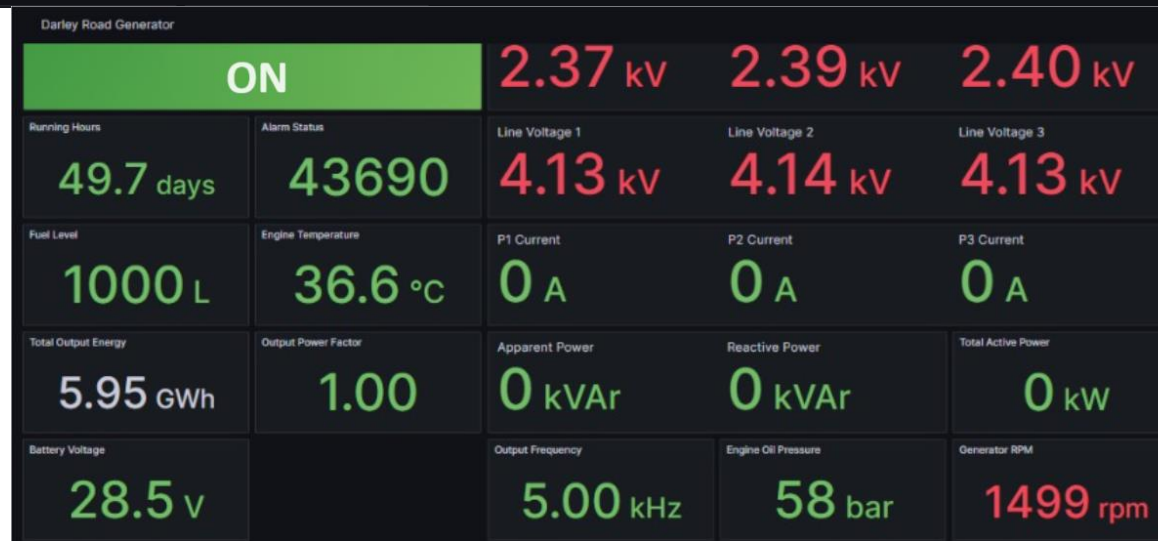 Darley Road Generator
ON
2.37 kV 2.39 kV 2.40 kV
Running Hours Alarm Status Line Voltage 1 Line Voltage 2 Line Voltage 3
49.7 days 43690 4.13 kV 4.14 kV 4.13 kV
Fuel Level Engine Temperature P1 Current P2 Current P3 Current
1000 L 36.6 °C 0 A 0 A 0 A
Total Output Energy Output Power Factor Apparent Power Reactive Power Total Active Power
5.95 GWh 1.00 0 kVAr 0 kVAr 0 kW
Battery Voltage Output Frequency Engine Oil Pressure Generator RPM
28.5 V 5.00 kHz 58 bar 1499 rpm